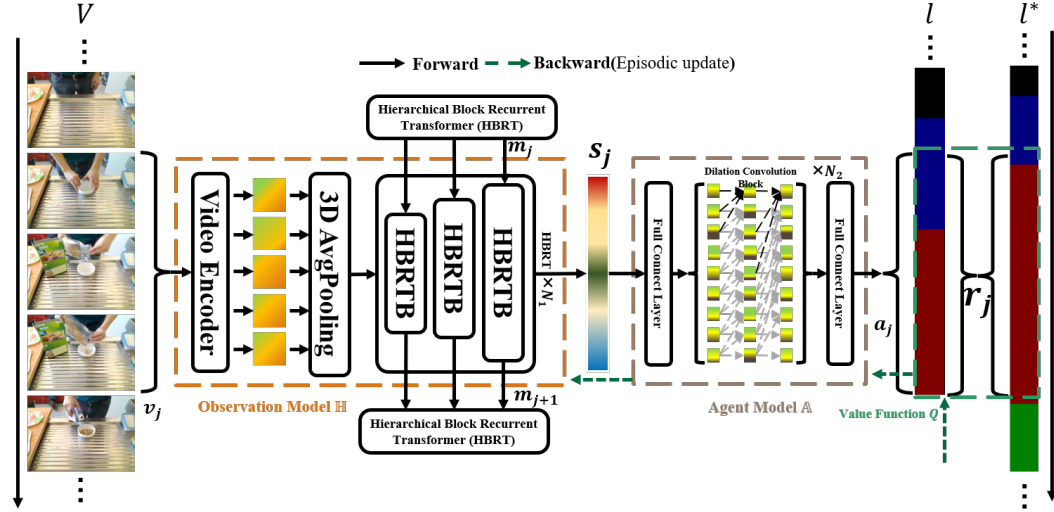 V
l
l*
Forward
Backward(Episodic update)
Hierarchical Block Recurrent
Transformer (HBRT)
m_j
s_j
Video Encoder
3D AvgPooling
HBRTB
HBRTB
HBRTB
HBRT ×N_1
Full Connect Layer
Dilation Convolution
Block
×N_2
Full Connect Layer
a_j
r_j
v_j
Observation Model ℍ
m_{j+1}
Agent Model 𝔸
Value Function Q
Hierarchical Block Recurrent
Transformer (HBRT)